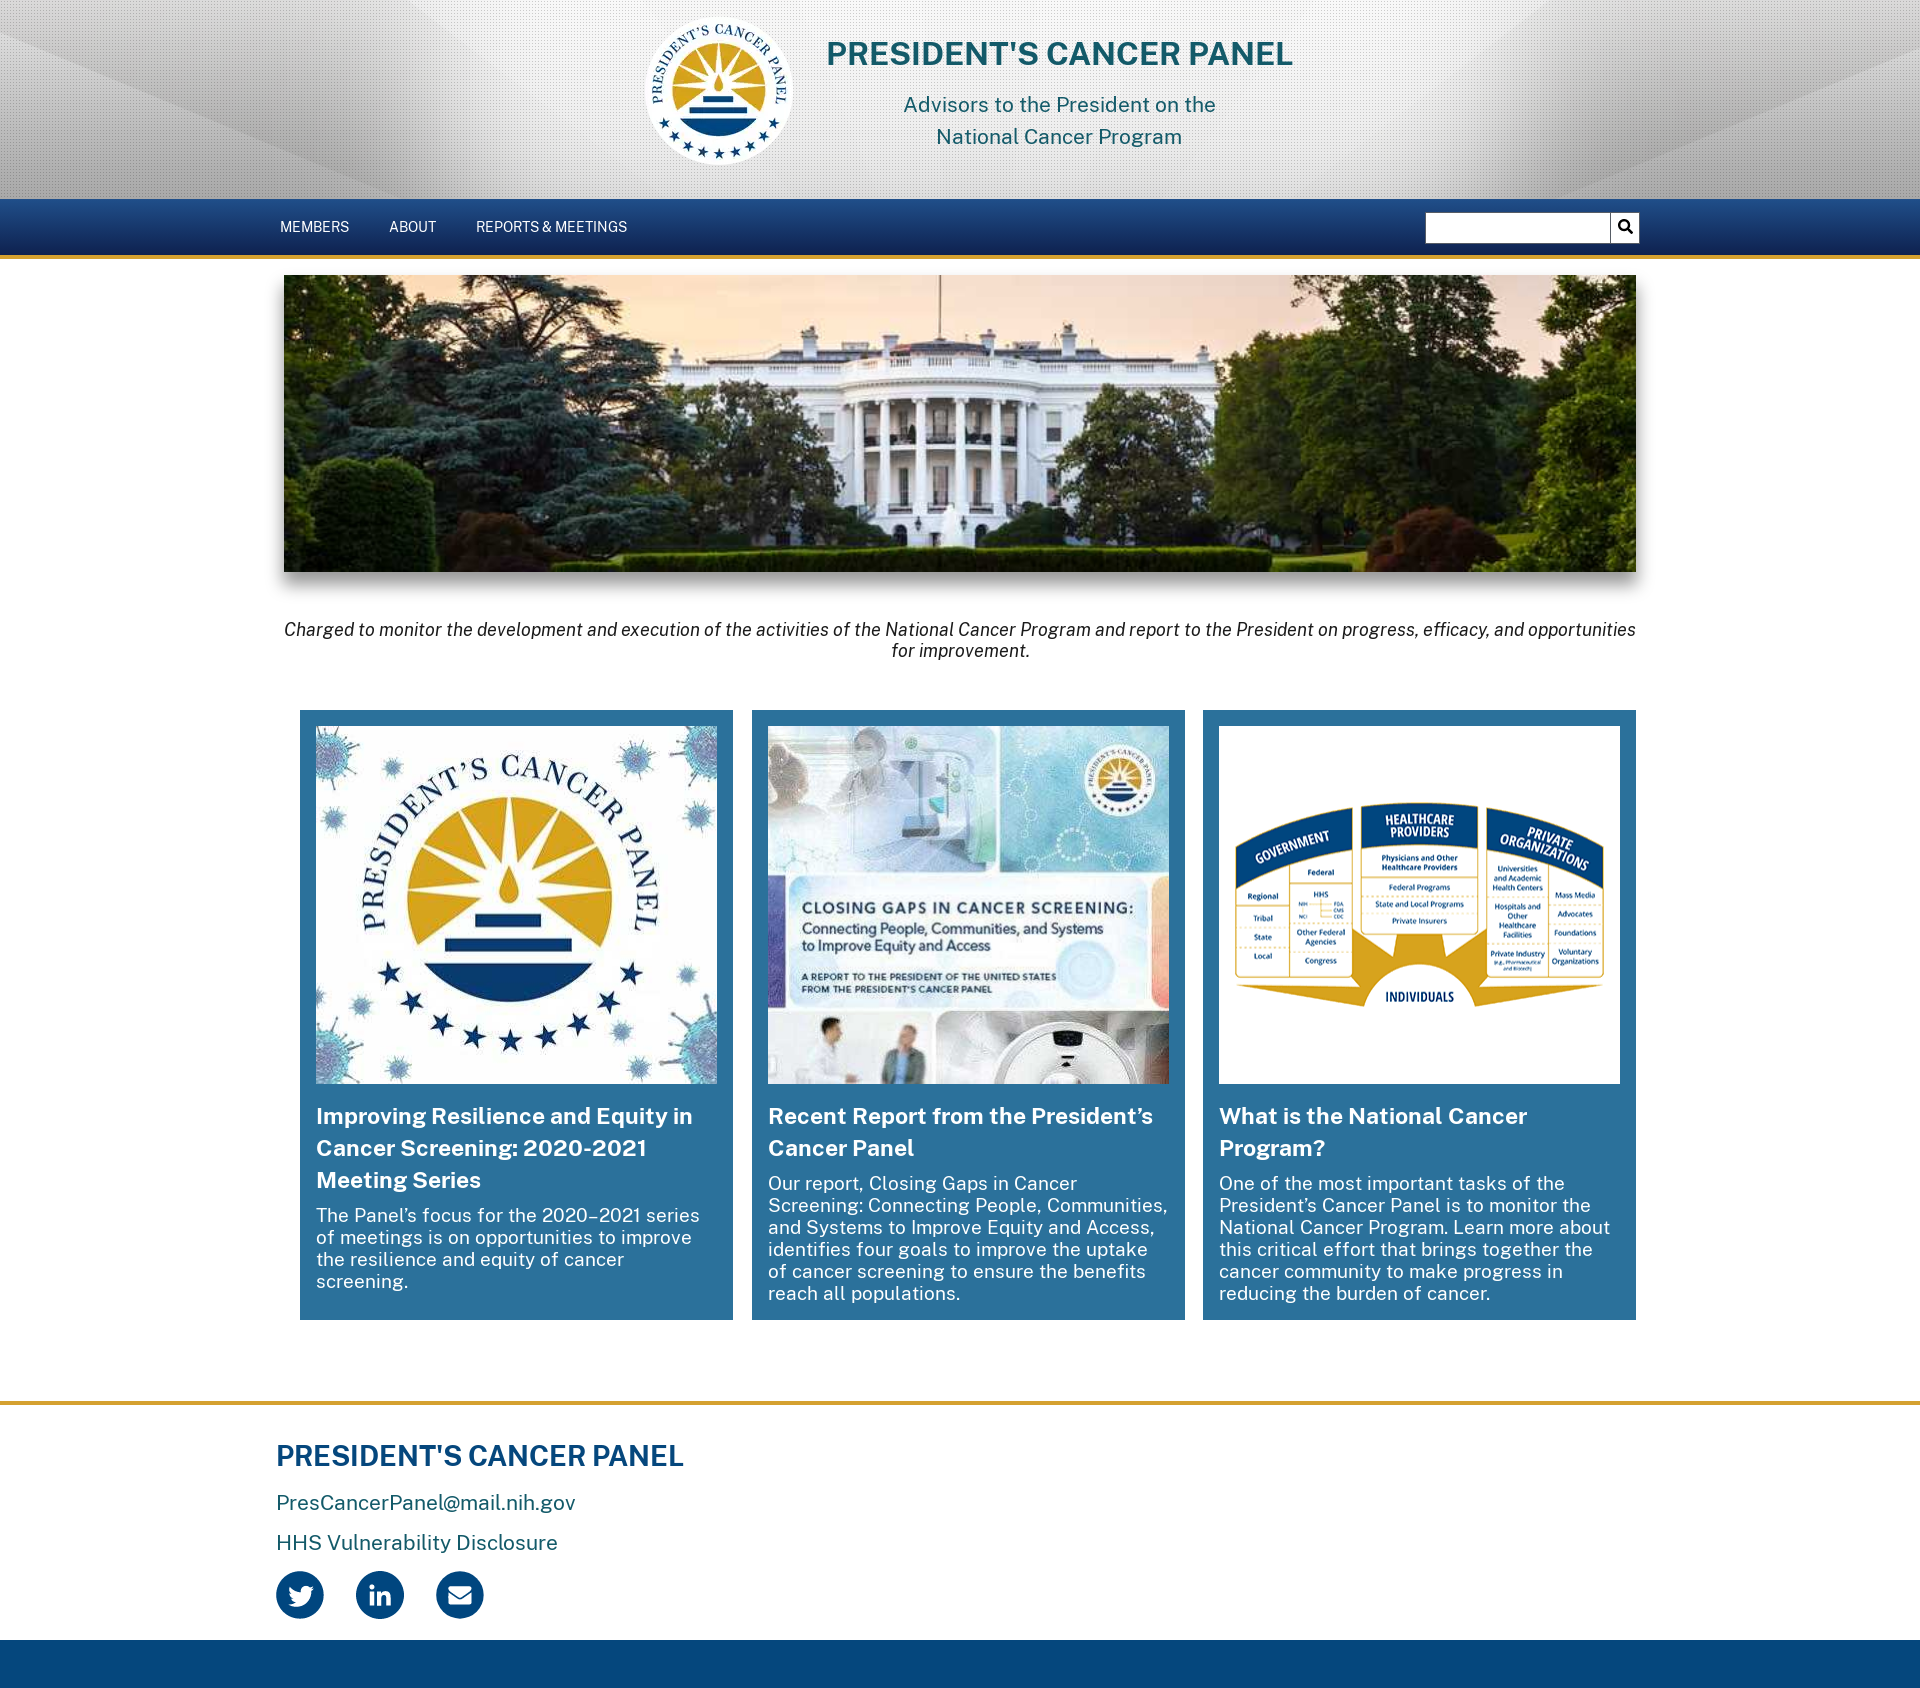 PRESIDENT'S CANCER PANEL
PRESIDENT'S CANCER PANEL
Advisors to the President on the
National Cancer Program
MEMBERS
ABOUT
REPORTS & MEETINGS
Charged to monitor the development and execution of the activities of the National Cancer Program and report to the President on progress, efficacy, and opportunities
for improvement.
PRESIDENT'S CANCER PANEL
Improving Resilience and Equity in
Cancer Screening: 2020-2021
Meeting Series
The Panel’s focus for the 2020–2021 series
of meetings is on opportunities to improve
the resilience and equity of cancer
screening.
PRESIDENT'S CANCER PANEL
CLOSING GAPS IN CANCER SCREENING:
Connecting People, Communities, and Systems
to Improve Equity and Access
A REPORT TO THE PRESIDENT OF THE UNITED STATES
FROM THE PRESIDENT'S CANCER PANEL
Recent Report from the President’s
Cancer Panel
Our report, Closing Gaps in Cancer
Screening: Connecting People, Communities,
and Systems to Improve Equity and Access,
identifies four goals to improve the uptake
of cancer screening to ensure the benefits
reach all populations.
GOVERNMENT
Regional
Tribal
State
Local
Federal
HHS
NIH
NCI
FDA
CMS
CDC
Other Federal
Agencies
Congress
HEALTHCARE
PROVIDERS
Physicians and Other
Healthcare Providers
Federal Programs
State and Local Programs
Private Insurers
PRIVATE
ORGANIZATIONS
Universities
and Academic
Health Centers
Hospitals and
Other
Healthcare
Facilities
Private Industry
(e.g., Pharmaceutical
and Biotech)
Mass Media
Advocates
Foundations
Voluntary
Organizations
INDIVIDUALS
What is the National Cancer
Program?
One of the most important tasks of the
President’s Cancer Panel is to monitor the
National Cancer Program. Learn more about
this critical effort that brings together the
cancer community to make progress in
reducing the burden of cancer.
PRESIDENT'S CANCER PANEL
PresCancerPanel@mail.nih.gov
HHS Vulnerability Disclosure
in